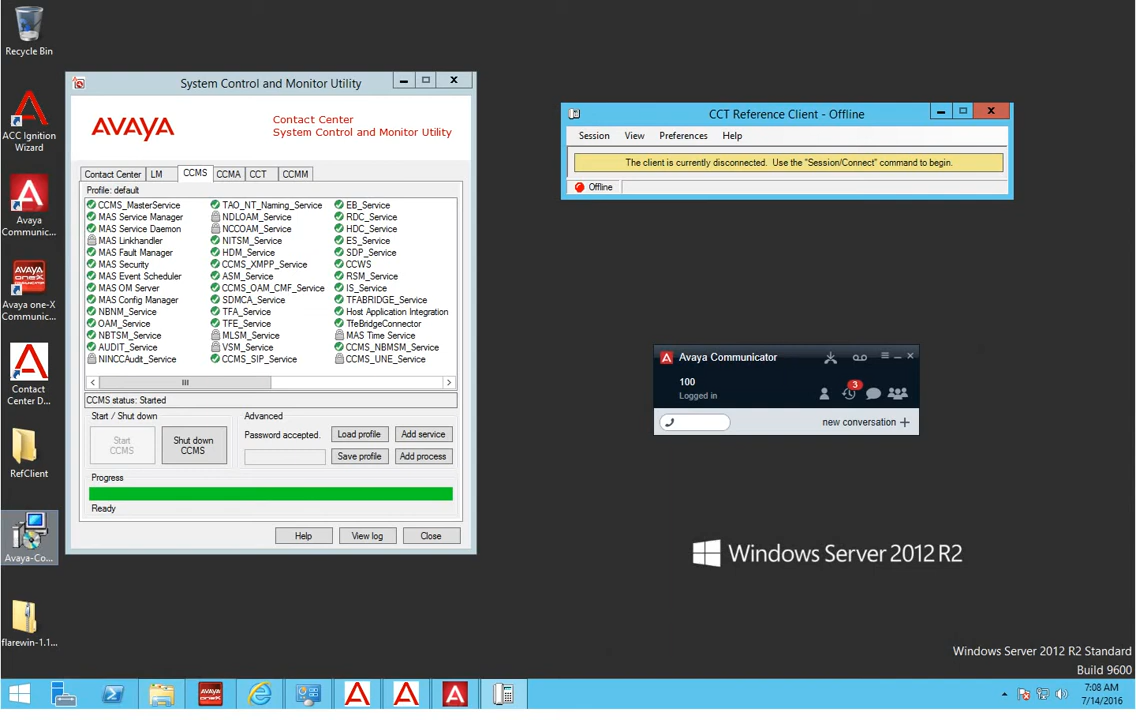 Recycle Bin
ACC Ignition
Wizard
Avaya
Communic...
Avaya one-X
Communic...
Contact
Center D...
RefClient
Avaya-Co...
flarewin-1.1...
System Control and Monitor Utility
AVAYA
Contact Center
System Control and Monitor Utility
Contact Center LM CCMS CCMA CCT CCMM
Profile: default
CCMS_MasterService TAO_NT_Naming_Service EB_Service
MAS Service Manager NDLOAM_Service RDC_Service
MAS Service Daemon NCCOAM_Service HDC_Service
MAS Linkhandler NITSM_Service ES_Service
MAS Fault Manager HDM_Service SDP_Service
MAS Security CCMS_XMPP_Service CCWS
MAS Event Scheduler ASM_Service RSM_Service
MAS OM Server CCMS_OAM_CMF_Service IS_Service
MAS Config Manager SDMCA_Service TFABRIDGE_Service
NBNM_Service TFA_Service Host Application Integration
OAM_Service TFE_Service TfeBridgeConnector
NBTSM_Service MLSM_Service MAS Time Service
AUDIT_Service VSM_Service CCMS_NBMSM_Service
NINCCAudit_Service CCMS_SIP_Service CCMS_UNE_Service
CCMS status: Started
Start / Shut down
Start
CCMS
Shut down
CCMS
Advanced
Password accepted.
Load profile
Add service
Save profile
Add process
Progress
Ready
Help
View log
Close
CCT Reference Client - Offline
Session View Preferences Help
The client is currently disconnected. Use the "Session/Connect" command to begin.
Offline
Avaya Communicator
100
Logged in
3
new conversation
Windows Server 2012 R2
Windows Server 2012 R2 Standard
Build 9600
AVAYA
one-X
7:08 AM
7/14/2016